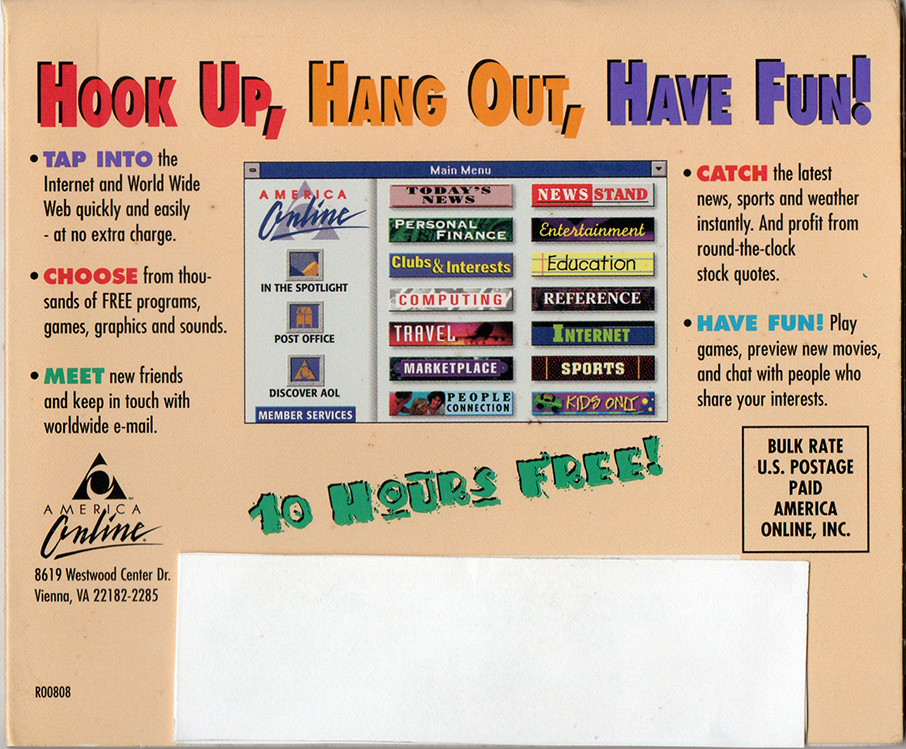 HOOK UP, HANG OUT, HAVE FUN!
• TAP INTO the
Internet and World Wide
Web quickly and easily
- at no extra charge.
• CHOOSE from thou-
sands of FREE programs,
games, graphics and sounds.
• MEET new friends
and keep in touch with
worldwide e-mail.
Main Menu
AMERICA
Online
IN THE SPOTLIGHT
POST OFFICE
DISCOVER AOL
MEMBER SERVICES
TODAY'S
NEWS
PERSONAL
FINANCE
Clubs & Interests
COMPUTING
TRAVEL
MARKETPLACE
PEOPLE
CONNECTION
NEWS STAND
Entertainment
Education
REFERENCE
INTERNET
SPORTS
KIDS ONLY
• CATCH the latest
news, sports and weather
instantly. And profit from
round-the-clock
stock quotes.
• HAVE FUN! Play
games, preview new movies,
and chat with people who
share your interests.
10 HOURS FREE!
BULK RATE
U.S. POSTAGE
PAID
AMERICA
ONLINE, INC.
AMERICA
Online®
8619 Westwood Center Dr.
Vienna, VA 22182-2285
R00808